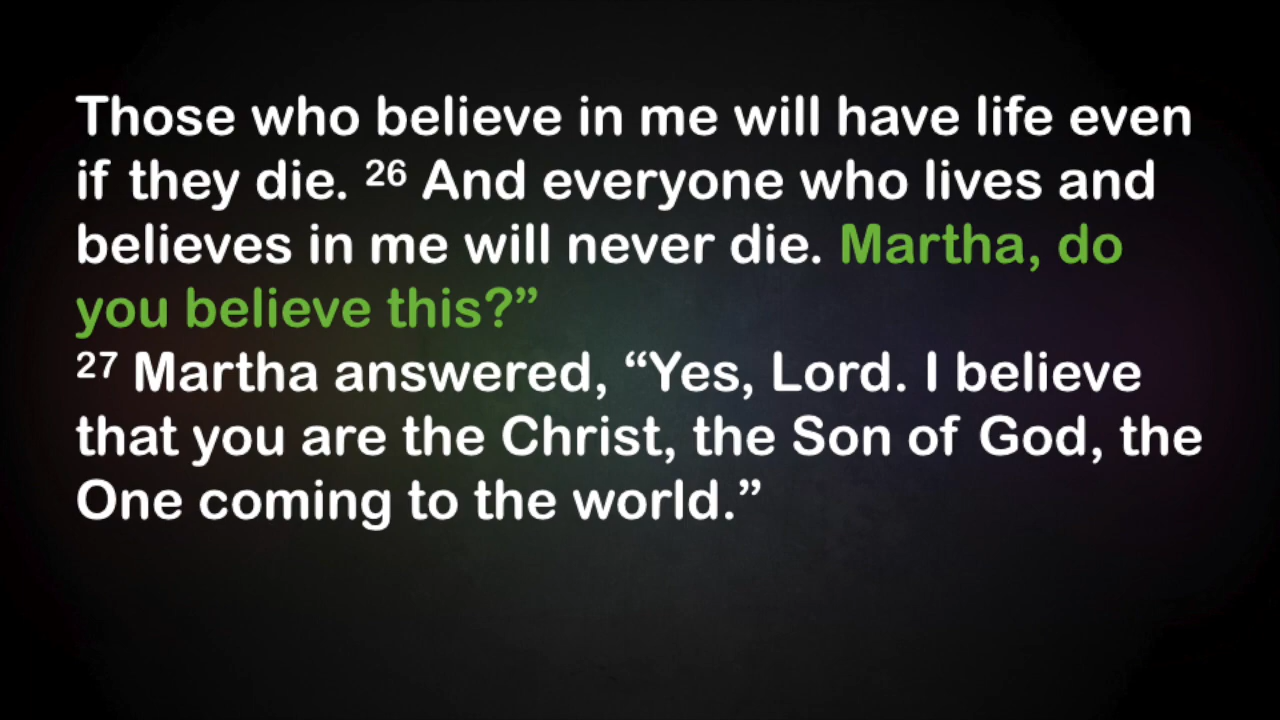 Those who believe in me will have life even
if they die. ²⁶ And everyone who lives and
believes in me will never die. Martha, do
you believe this?”
²⁷ Martha answered, “Yes, Lord. I believe
that you are the Christ, the Son of God, the
One coming to the world.”